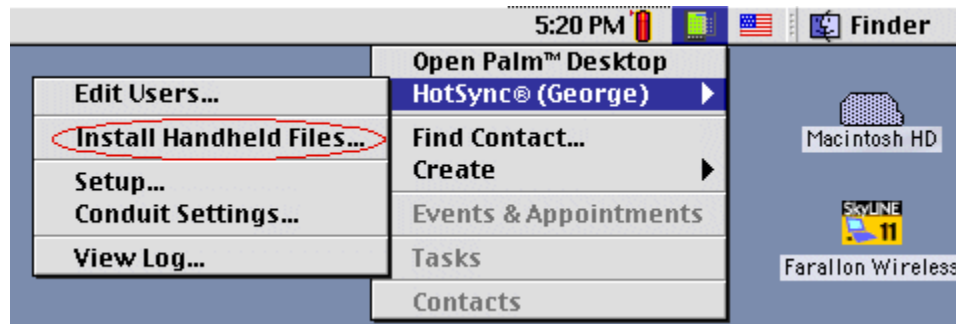 5:20 PM
Finder
Open Palm™ Desktop
HotSync® (George)
Find Contact...
Create
Events & Appointments
Tasks
Contacts
Edit Users...
Install Handheld Files...
Setup...
Conduit Settings...
View Log...
Macintosh HD
SkyLINE
11
Farallon Wireless